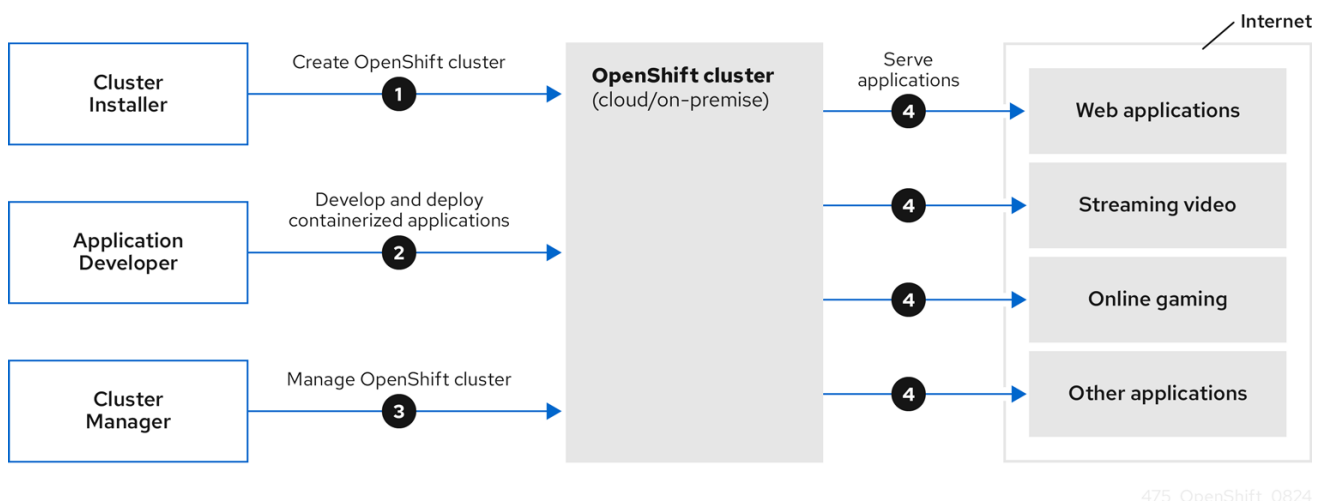 Internet
Cluster
Installer
Create OpenShift cluster
1
OpenShift cluster
(cloud/on-premise)
Serve
applications
4
Web applications
Application
Developer
Develop and deploy
containerized applications
2
4
Streaming video
4
Online gaming
Cluster
Manager
Manage OpenShift cluster
3
4
Other applications
475_OpenShift_0824